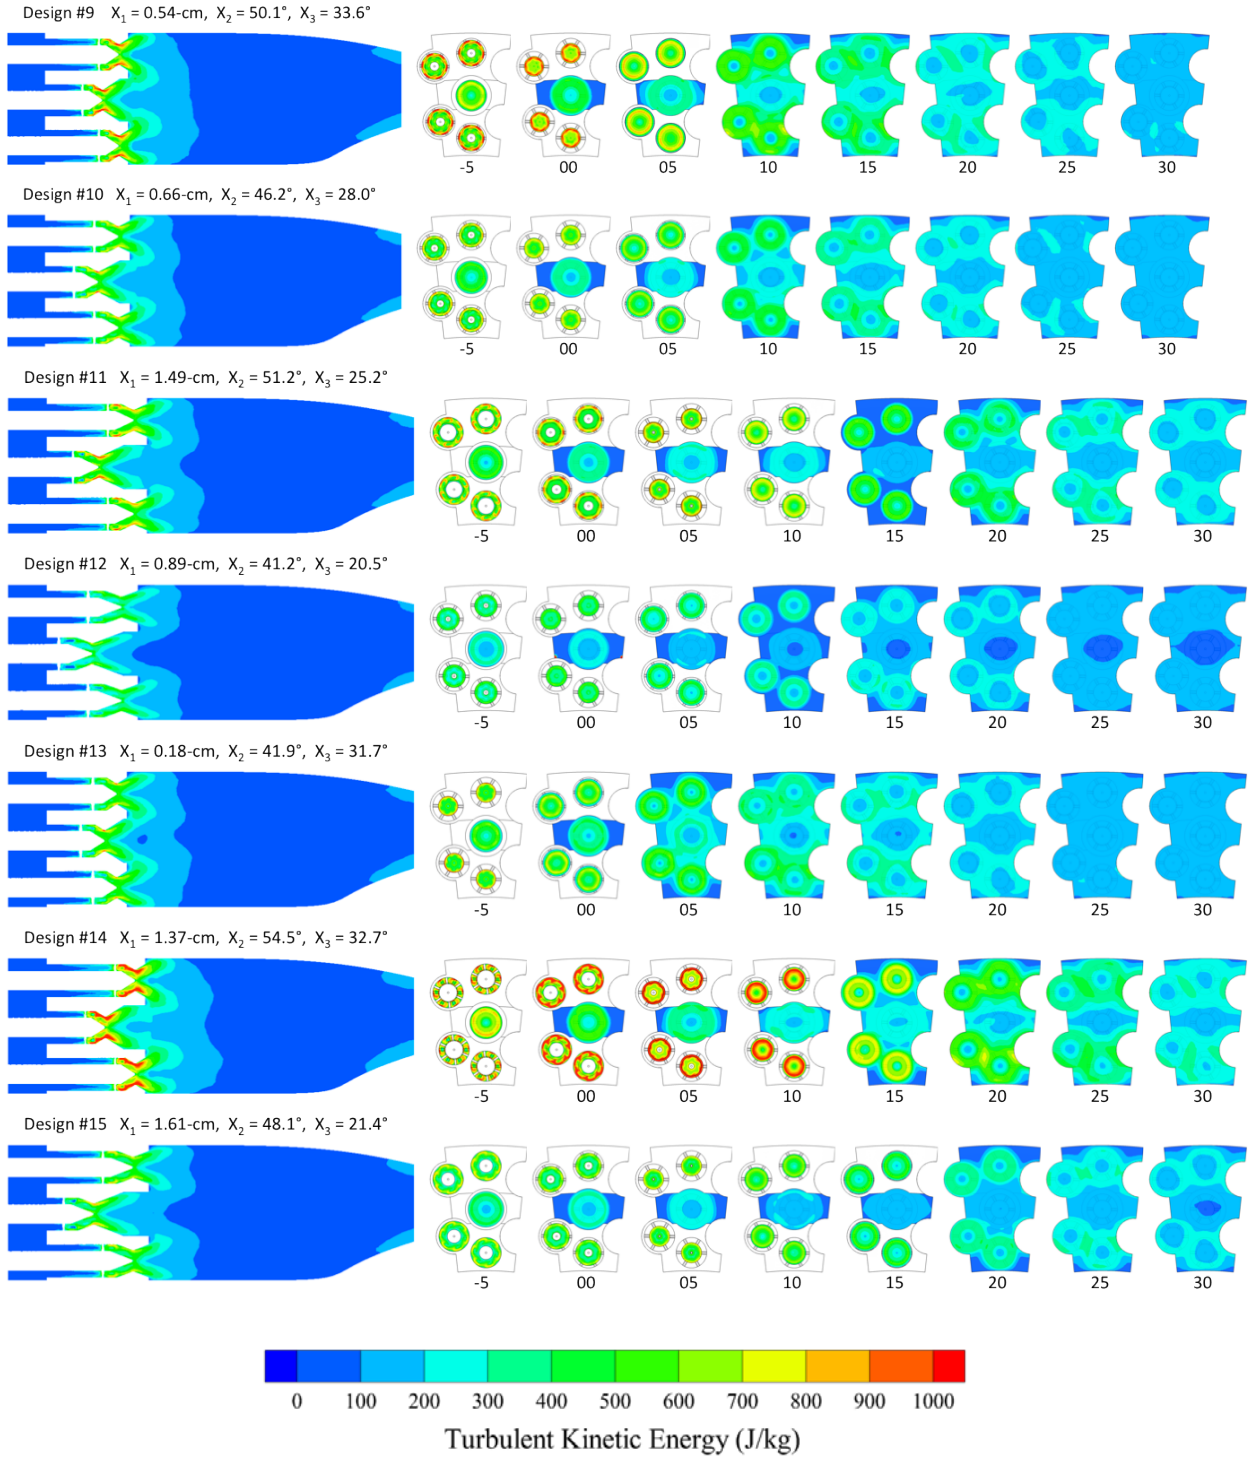 Design #9 X₁ = 0.54-cm, X₂ = 50.1°, X₃ = 33.6°
-5 00 05 10 15 20 25 30
Design #10 X₁ = 0.66-cm, X₂ = 46.2°, X₃ = 28.0°
-5 00 05 10 15 20 25 30
Design #11 X₁ = 1.49-cm, X₂ = 51.2°, X₃ = 25.2°
-5 00 05 10 15 20 25 30
Design #12 X₁ = 0.89-cm, X₂ = 41.2°, X₃ = 20.5°
-5 00 05 10 15 20 25 30
Design #13 X₁ = 0.18-cm, X₂ = 41.9°, X₃ = 31.7°
-5 00 05 10 15 20 25 30
Design #14 X₁ = 1.37-cm, X₂ = 54.5°, X₃ = 32.7°
-5 00 05 10 15 20 25 30
Design #15 X₁ = 1.61-cm, X₂ = 48.1°, X₃ = 21.4°
-5 00 05 10 15 20 25 30
0 100 200 300 400 500 600 700 800 900 1000
Turbulent Kinetic Energy (J/kg)